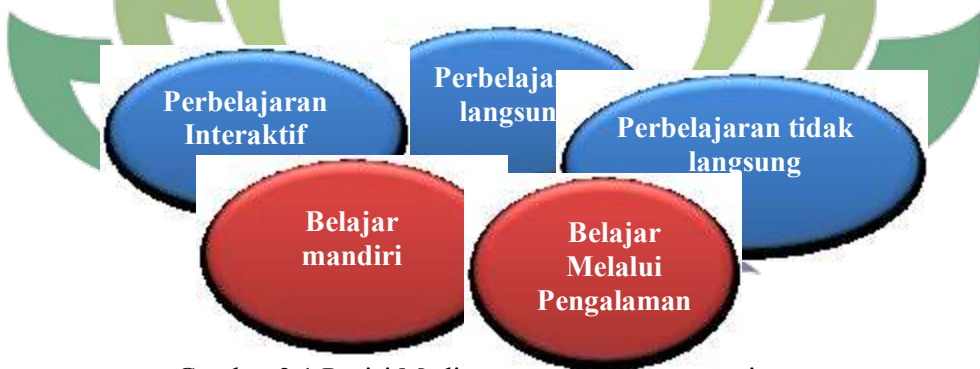 Perbelajaran
Interaktif
Perbelaja
langsun
Perbelajaran tidak
langsung
Belajar
mandiri
Belajar
Melalui
Pengalaman